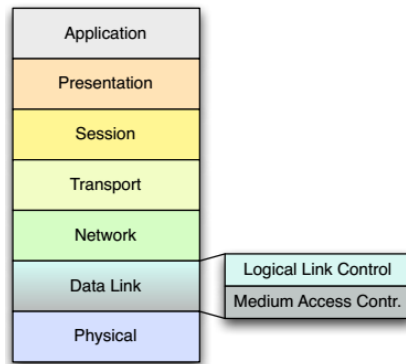 Application
Presentation
Session
Transport
Network
Data Link
Physical
Logical Link Control
Medium Access Contr.